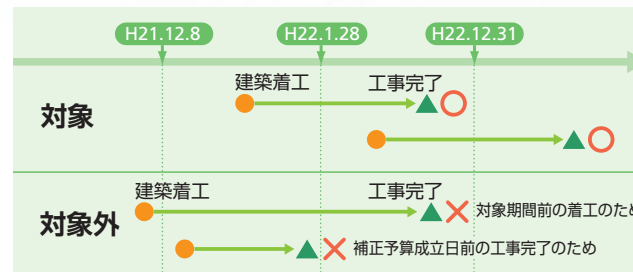 H21.12.8 H22.1.28 H22.12.31
建築着工 工事完了
対象
建築着工 工事完了
対象外
対象期間前の着工のため
補正予算成立日前の工事完了のため